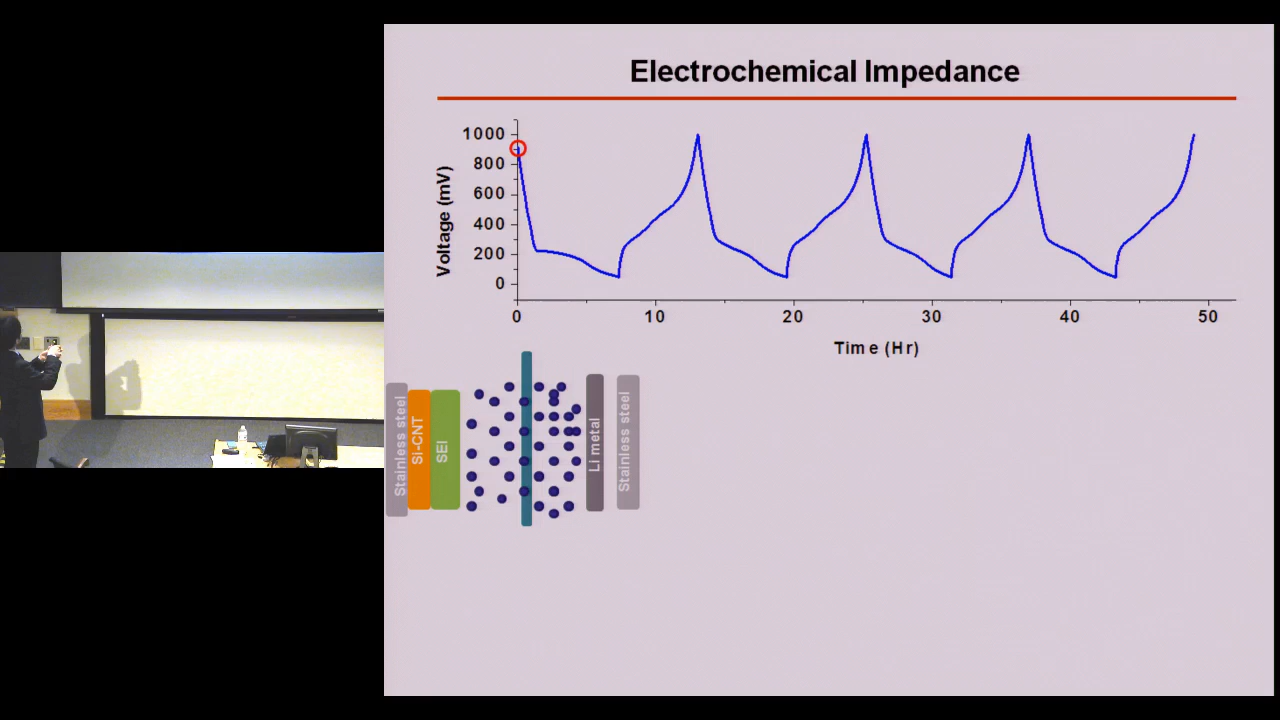 Electrochemical Impedance
1000
800
600
400
200
0
Voltage (mV)
0 10 20 30 40 50
Time (Hr)
Stainless steel
Si-CNT
SEI
Li metal
Stainless steel